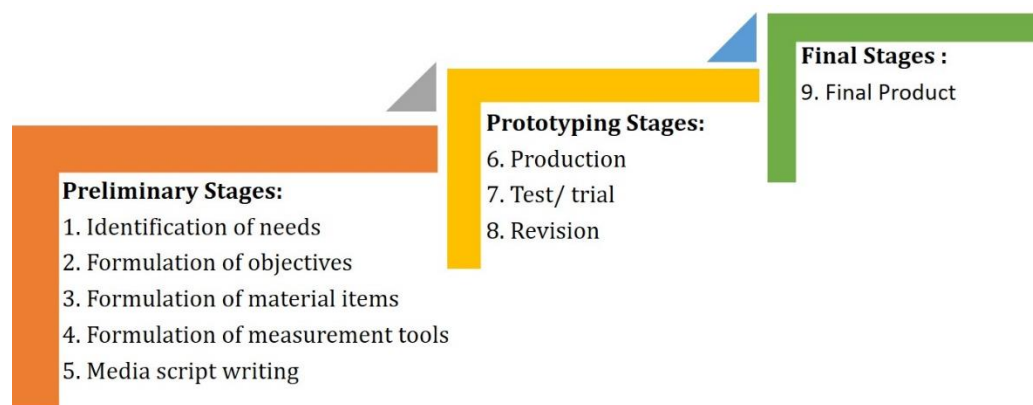 Preliminary Stages:
1. Identification of needs
2. Formulation of objectives
3. Formulation of material items
4. Formulation of measurement tools
5. Media script writing
Prototyping Stages:
6. Production
7. Test/ trial
8. Revision
Final Stages :
9. Final Product